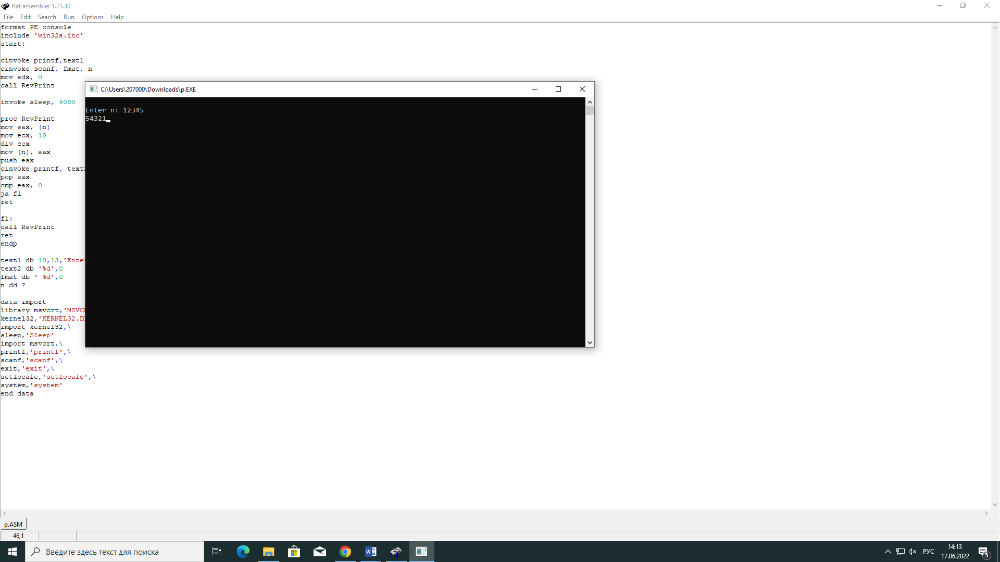 flat assembler 1.73.30
File Edit Search Run Options Help
format PE console
include 'win32a.inc'
start:
cinvoke printf,text1
cinvoke scanf, fmat, n
mov edx, 0
call RevPrint
invoke sleep, 9000
proc RevPrint
mov eax, [n]
mov ecx, 10
div ecx
mov [n], eax
push eax
cinvoke printf, text2
pop eax
cmp eax, 0
ja f1
ret
f1:
call RevPrint
ret
endp
text1 db 10,13,'Enter
text2 db '%d',0
fmat db ' %d',0
n dd ?
data import
library msvcrt,'MSVC
kernel32,'KERNEL32.D
import kernel32,\
sleep,'Sleep'
import msvcrt,\
printf,'printf',\
scanf,'scanf',\
exit,'exit',\
setlocale,'setlocale',\
system,'system'
end data
C:\Users\207000\Downloads\p.EXE
Enter n: 12345
54321
p.ASM
46,1
Введите здесь текст для поиска
РУС
14:13
17.06.2022
5